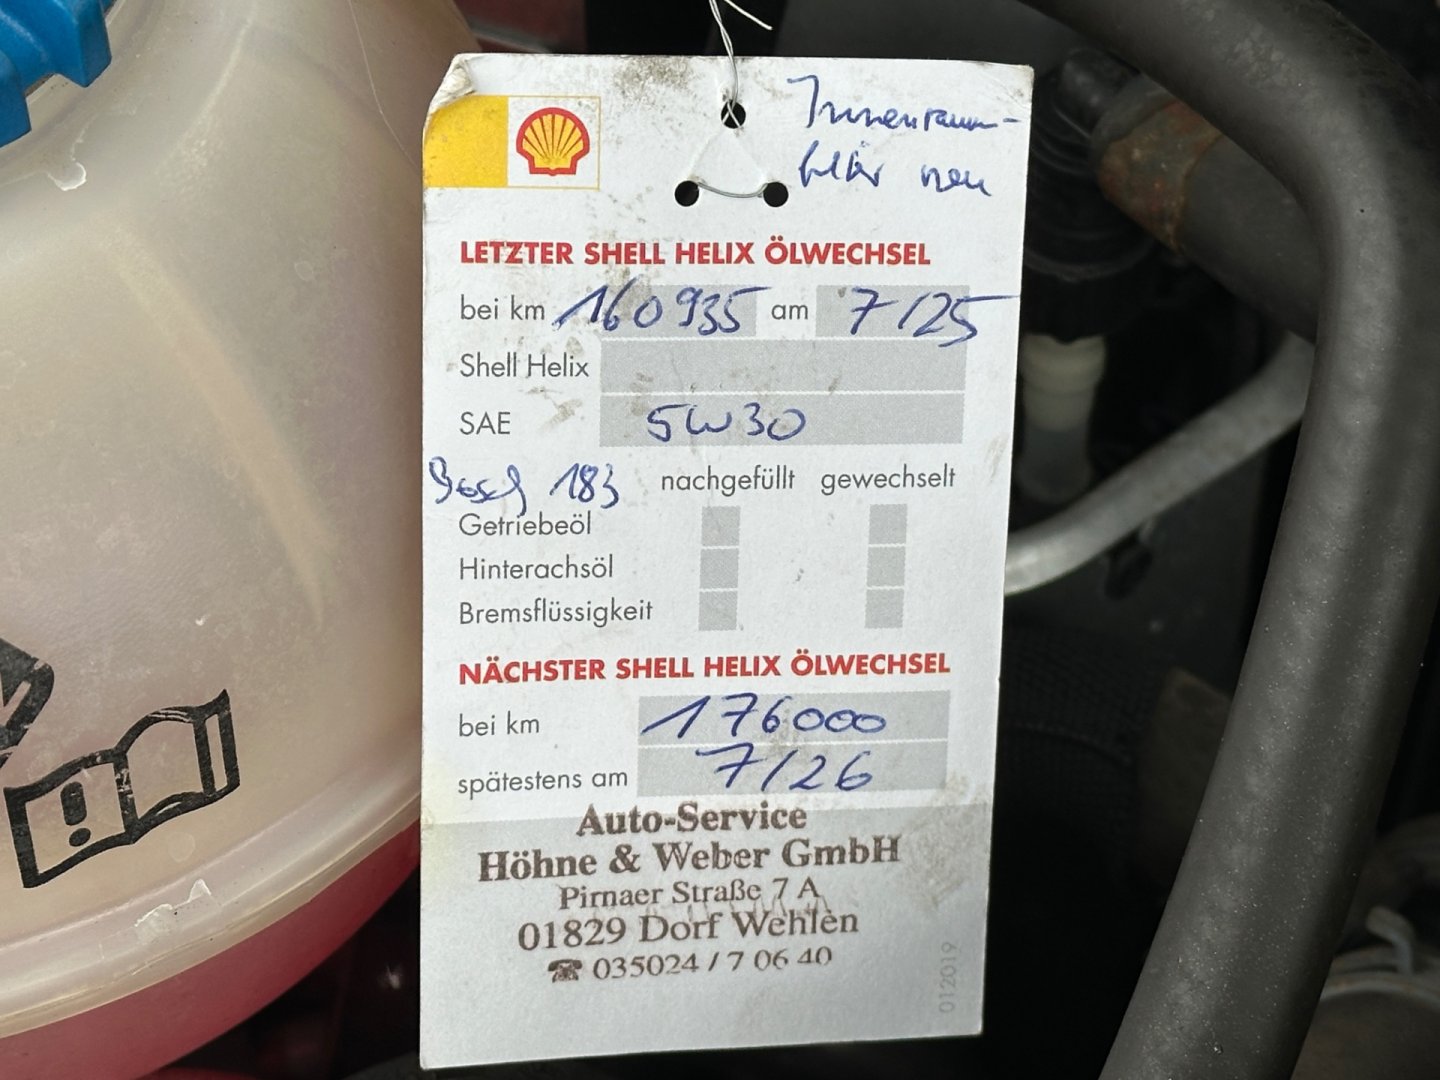 Innenraum-
filter neu
LETZTER SHELL HELIX ÖLWECHSEL
bei km 160935 am 7/25
Shell Helix
SAE 5W30
183 nachgefüllt gewechselt
Getriebeöl
Hinterachsöl
Bremsflüssigkeit
NÄCHSTER SHELL HELIX ÖLWECHSEL
bei km 176000
spätestens am 7/26
Auto-Service
Höhne & Weber GmbH
Pirnaer Straße 7 A
01829 Dorf Wehlen
☎ 035024 / 7 06 40
012019